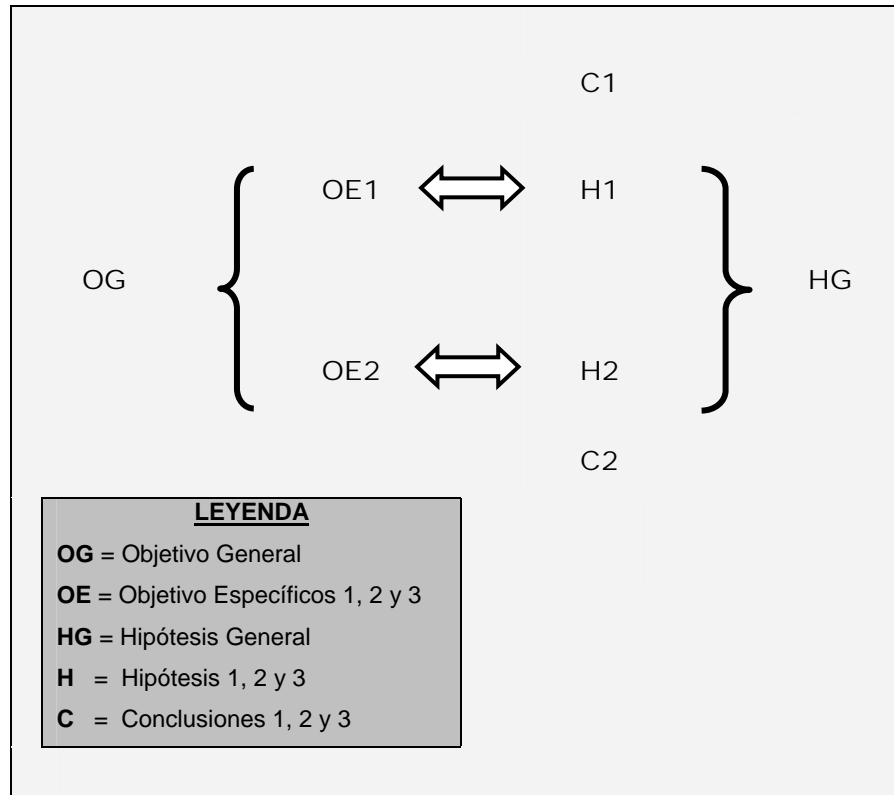 C1
OE1 H1
OG HG
OE2 H2
C2
LEYENDA
OG = Objetivo General
OE = Objetivo Específicos 1, 2 y 3
HG = Hipótesis General
H = Hipótesis 1, 2 y 3
C = Conclusiones 1, 2 y 3